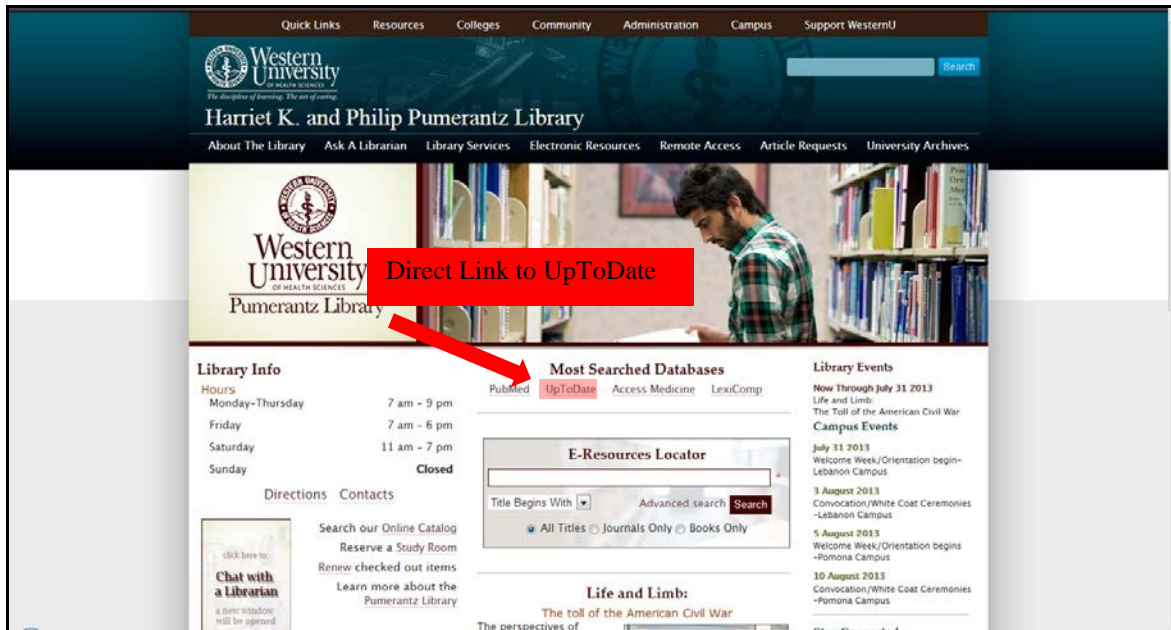 Quick Links Resources Colleges Community Administration Campus Support WesternU
Western
University
OF HEALTH SCIENCES
The discipline of learning. The art of caring.
Search
Harriet K. and Philip Pumerantz Library
About The Library Ask A Librarian Library Services Electronic Resources Remote Access Article Requests University Archives
Western
University
OF HEALTH SCIENCES
Pumerantz Library
Direct Link to UpToDate
Library Info
Hours
Monday-Thursday 7 am - 9 pm
Friday 7 am - 6 pm
Saturday 11 am - 7 pm
Sunday Closed
Directions Contacts
click here to
Chat with
a Librarian
a new window
will be opened
Search our Online Catalog
Reserve a Study Room
Renew checked out items
Learn more about the
Pumerantz Library
Most Searched Databases
PubMed UpToDate Access Medicine LexiComp
E-Resources Locator
*
Title Begins With Advanced search Search
All Titles Journals Only Books Only
Life and Limb:
The toll of the American Civil War
The perspectives of
Library Events
Now Through July 31 2013
Life and Limb:
The Toll of the American Civil War
Campus Events
July 31 2013
Welcome Week/Orientation begin-
Lebanon Campus
3 August 2013
Convocation/White Coat Ceremonies
-Lebanon Campus
5 August 2013
Welcome Week/Orientation begins
-Pomona Campus
10 August 2013
Convocation/White Coat Ceremonies
-Pomona Campus